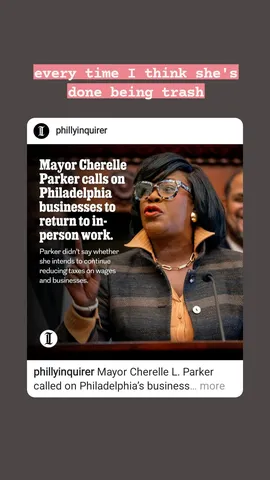 every time I think she's
done being trash
phillyinquirer
Mayor Cherelle
Parker calls on
Philadelphia
businesses to
return to in-
person work.
Parker didn't say whether
she intends to continue
reducing taxes on wages
and businesses.
phillyinquirer Mayor Cherelle L. Parker
called on Philadelphia's business... more